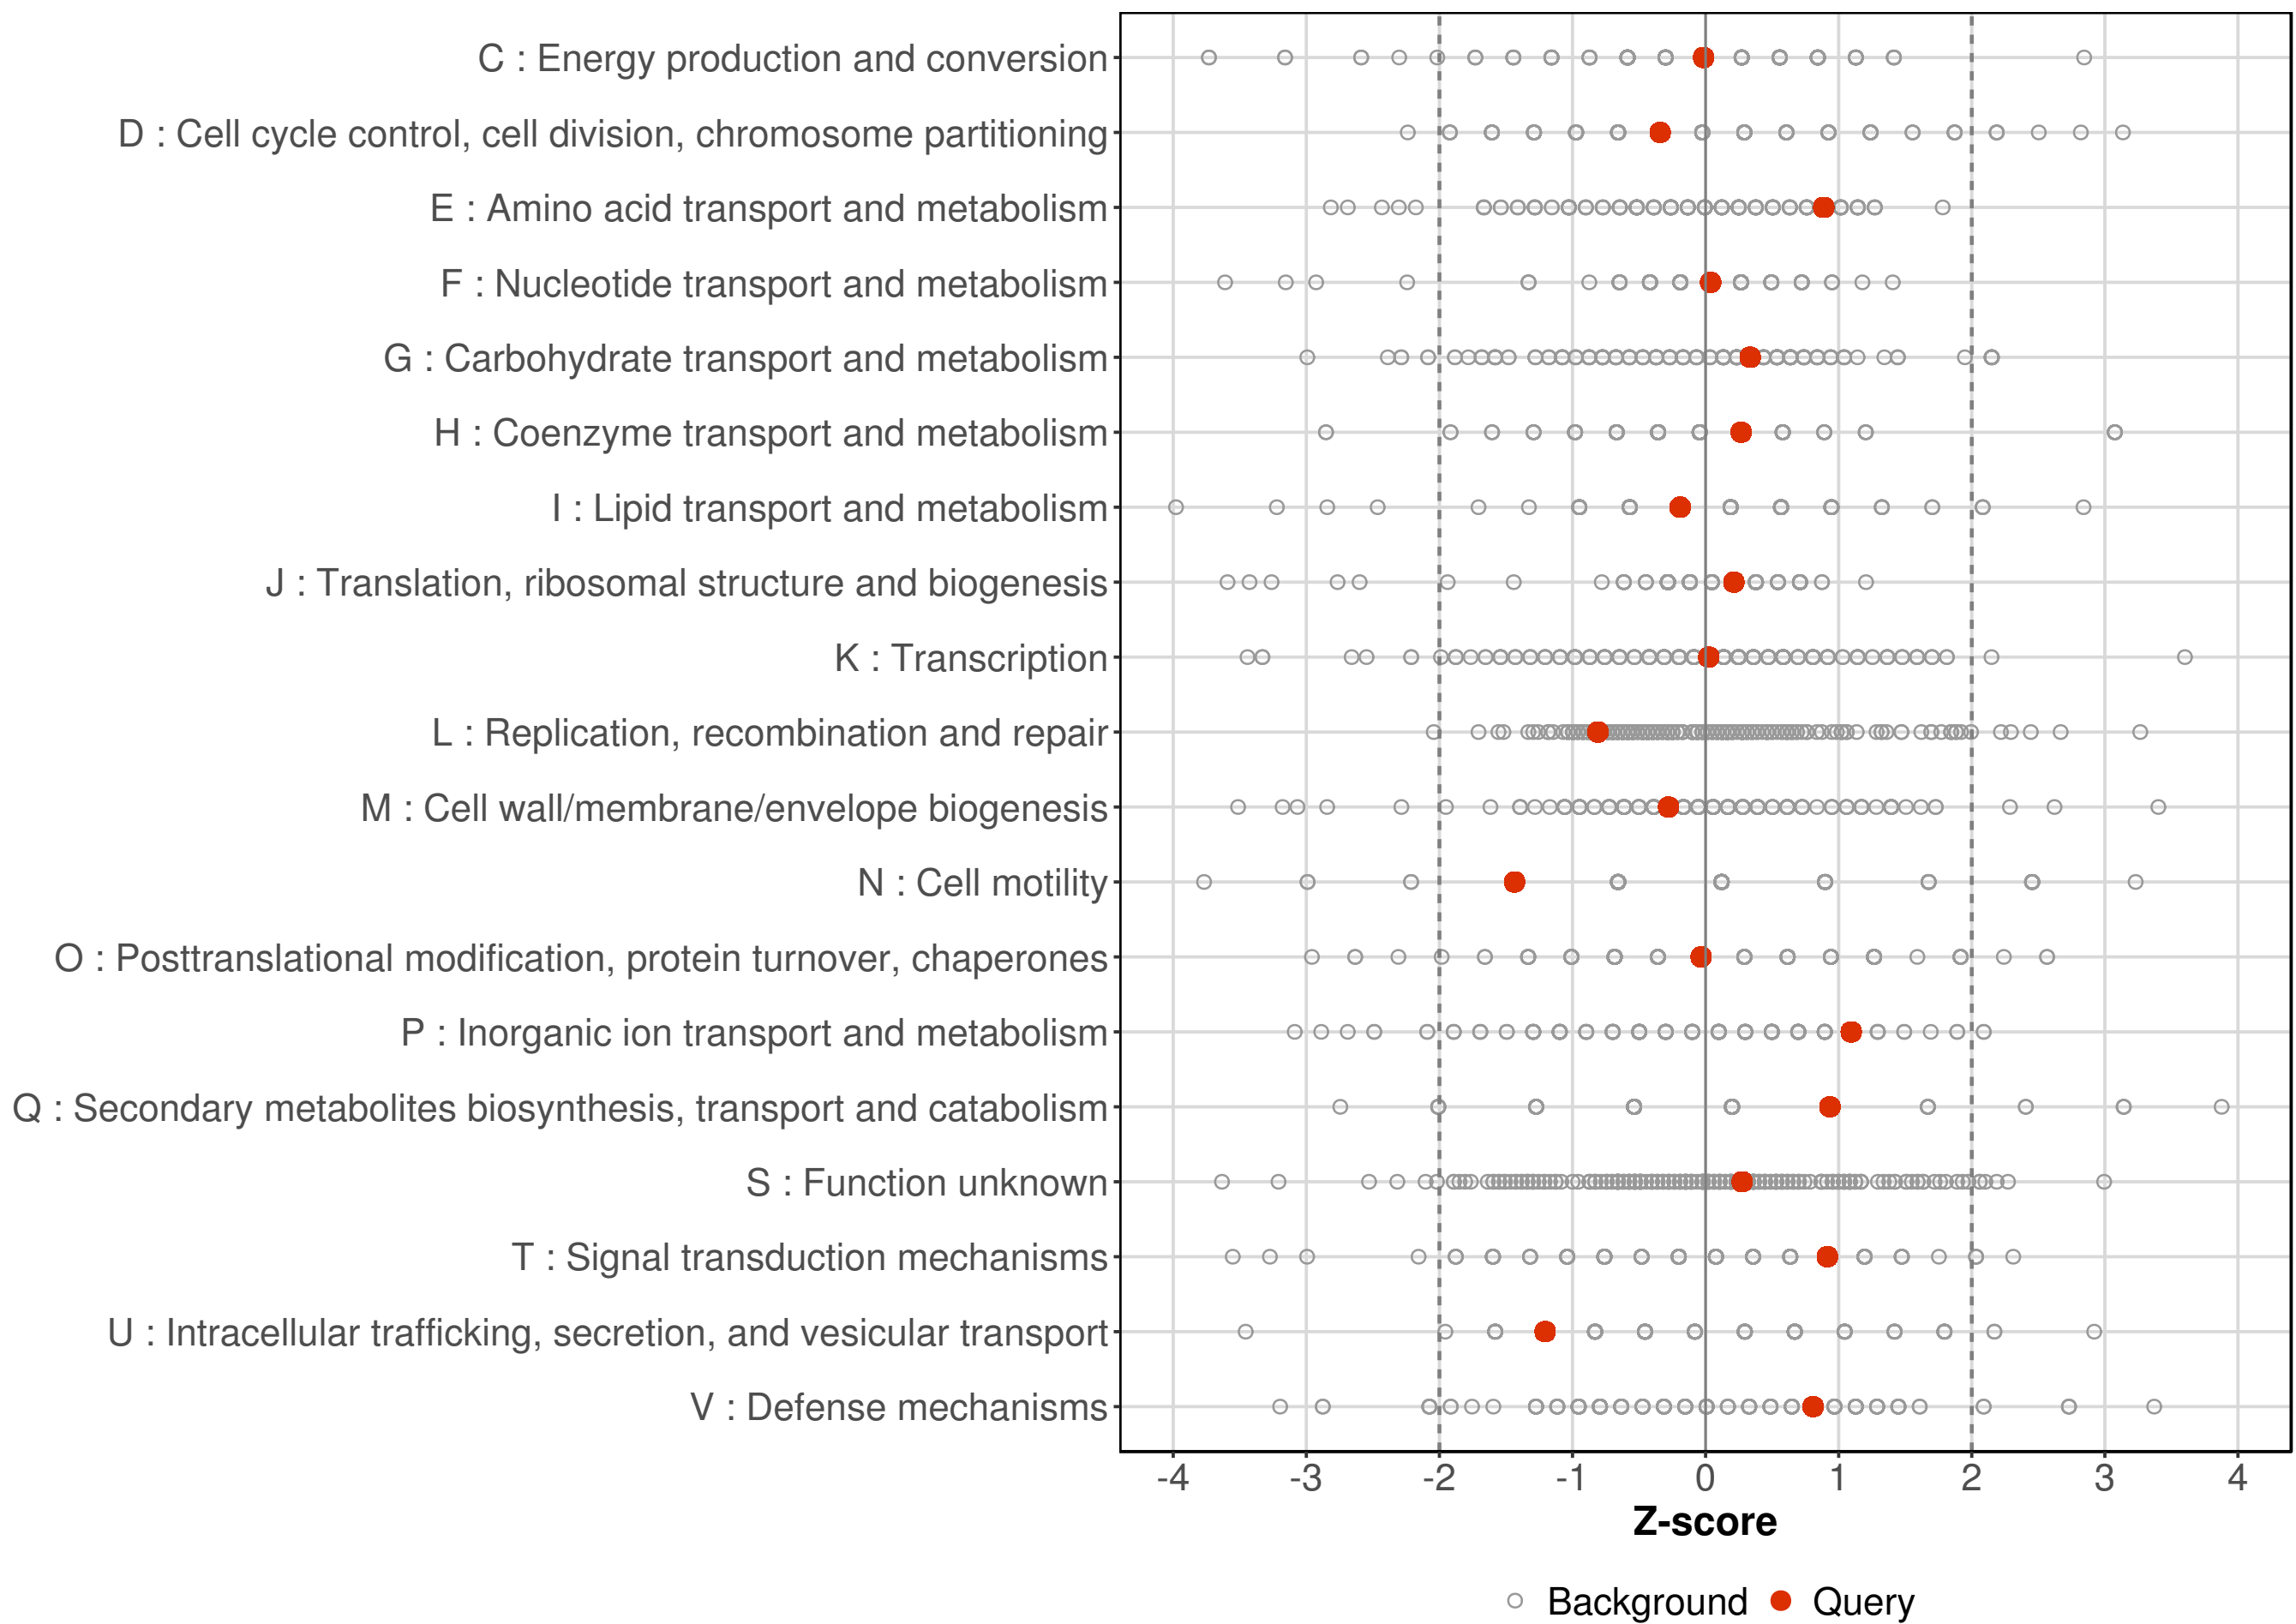 C : Energy production and conversion
D : Cell cycle control, cell division, chromosome partitioning
E : Amino acid transport and metabolism
F : Nucleotide transport and metabolism
G : Carbohydrate transport and metabolism
H : Coenzyme transport and metabolism
I : Lipid transport and metabolism
J : Translation, ribosomal structure and biogenesis
K : Transcription
L : Replication, recombination and repair
M : Cell wall/membrane/envelope biogenesis
N : Cell motility
O : Posttranslational modification, protein turnover, chaperones
P : Inorganic ion transport and metabolism
Q : Secondary metabolites biosynthesis, transport and catabolism
S : Function unknown
T : Signal transduction mechanisms
U : Intracellular trafficking, secretion, and vesicular transport
V : Defense mechanisms
-4 -3 -2 -1 0 1 2 3 4
Z-score
Background Query